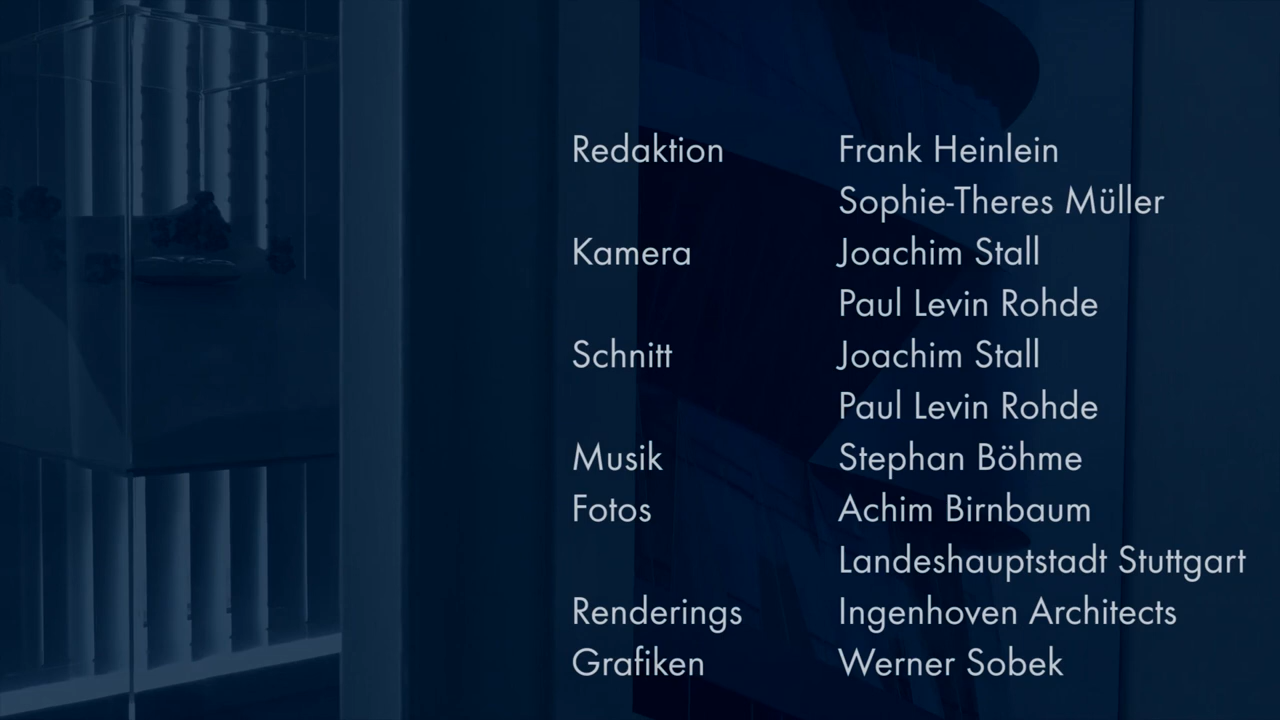 Redaktion Frank Heinlein
Sophie-Theres Müller
Kamera Joachim Stall
Paul Levin Rohde
Schnitt Joachim Stall
Paul Levin Rohde
Musik Stephan Böhme
Fotos Achim Birnbaum
Landeshauptstadt Stuttgart
Renderings Ingenhoven Architects
Grafiken Werner Sobek